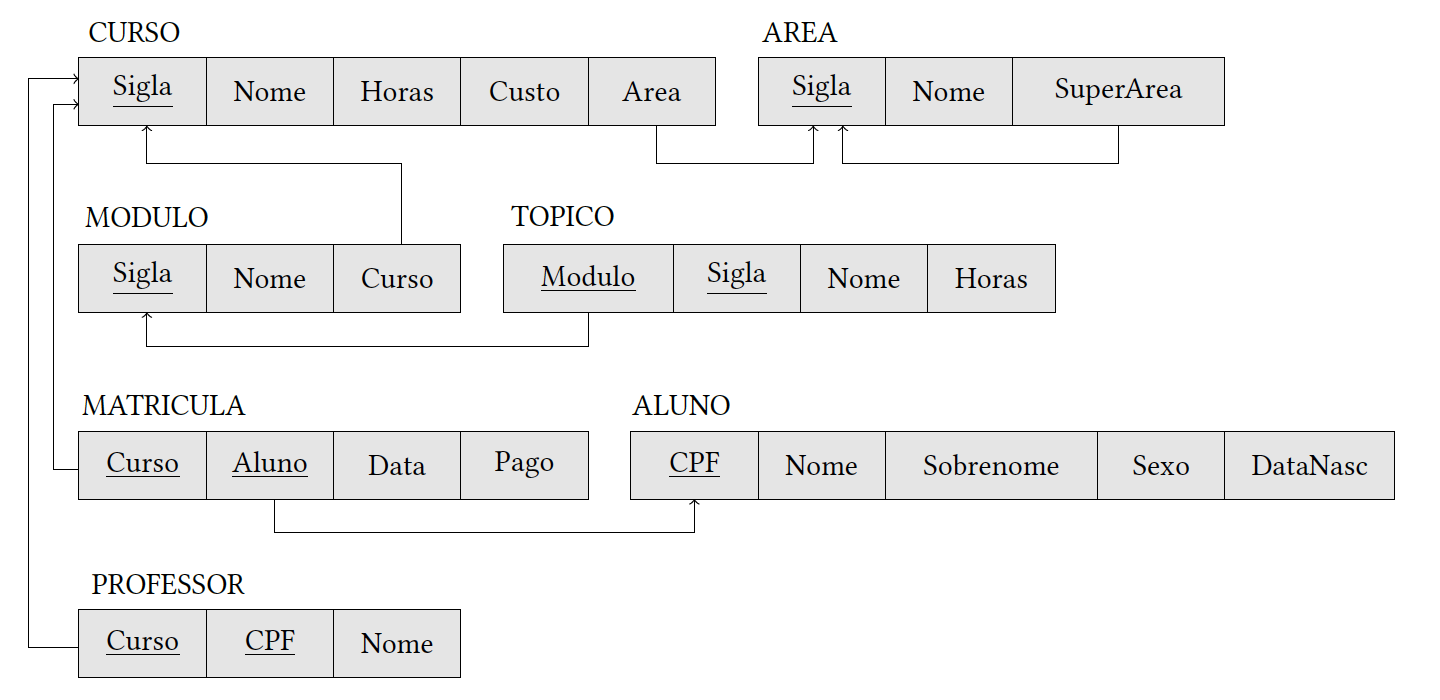 CURSO AREA
Sigla Nome Horas Custo Area Sigla Nome SuperArea
MODULO TOPICO
Sigla Nome Curso Modulo Sigla Nome Horas
MATRICULA ALUNO
Curso Aluno Data Pago CPF Nome Sobrenome Sexo DataNasc
PROFESSOR
Curso CPF Nome